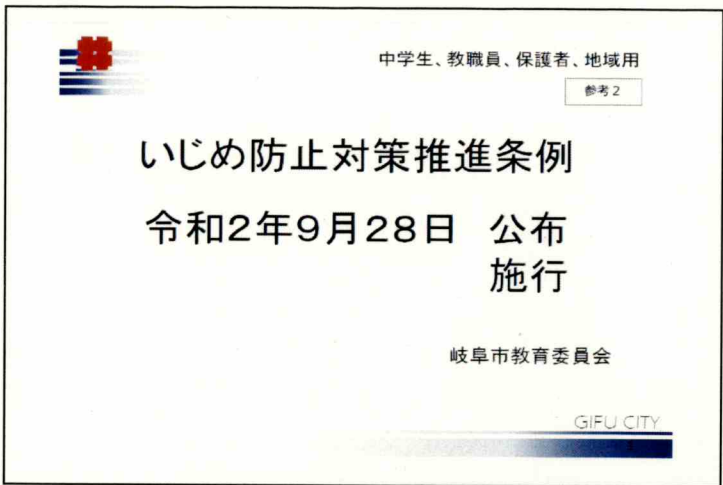 中学生、教職員、保護者、地域用
参考2
いじめ防止対策推進条例
令和2年9月28日 公布
施行
岐阜市教育委員会
GIFU CITY